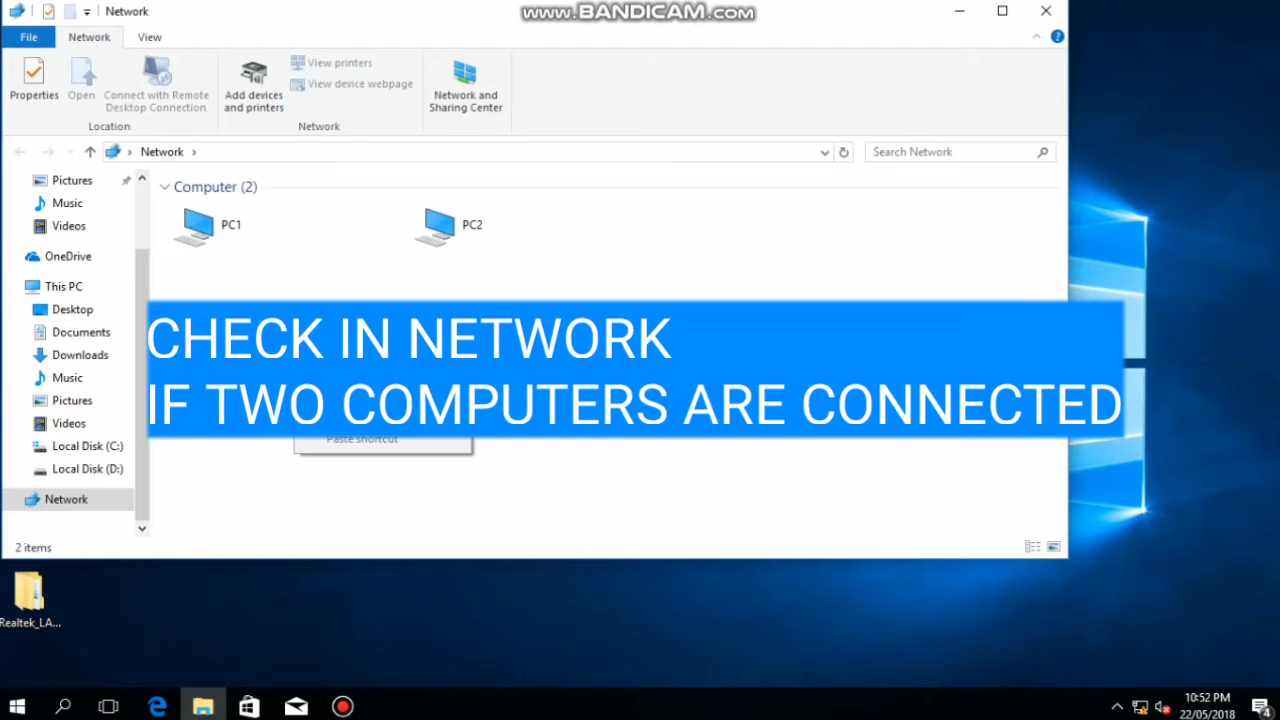 Network
www.BANDICAM.com
File
Network
View
Properties
Open
Connect with Remote
Desktop Connection
Location
Add devices
and printers
View printers
View device webpage
Network
Network and
Sharing Center
Network
Search Network
Pictures
Music
Videos
OneDrive
This PC
Desktop
Documents
Downloads
Music
Pictures
Videos
Local Disk (C:)
Local Disk (D:)
Network
Computer (2)
PC1
PC2
CHECK IN NETWORK
IF TWO COMPUTERS ARE CONNECTED
Paste shortcut
2 items
Realtek_LA...
10:52 PM
22/05/2018
4